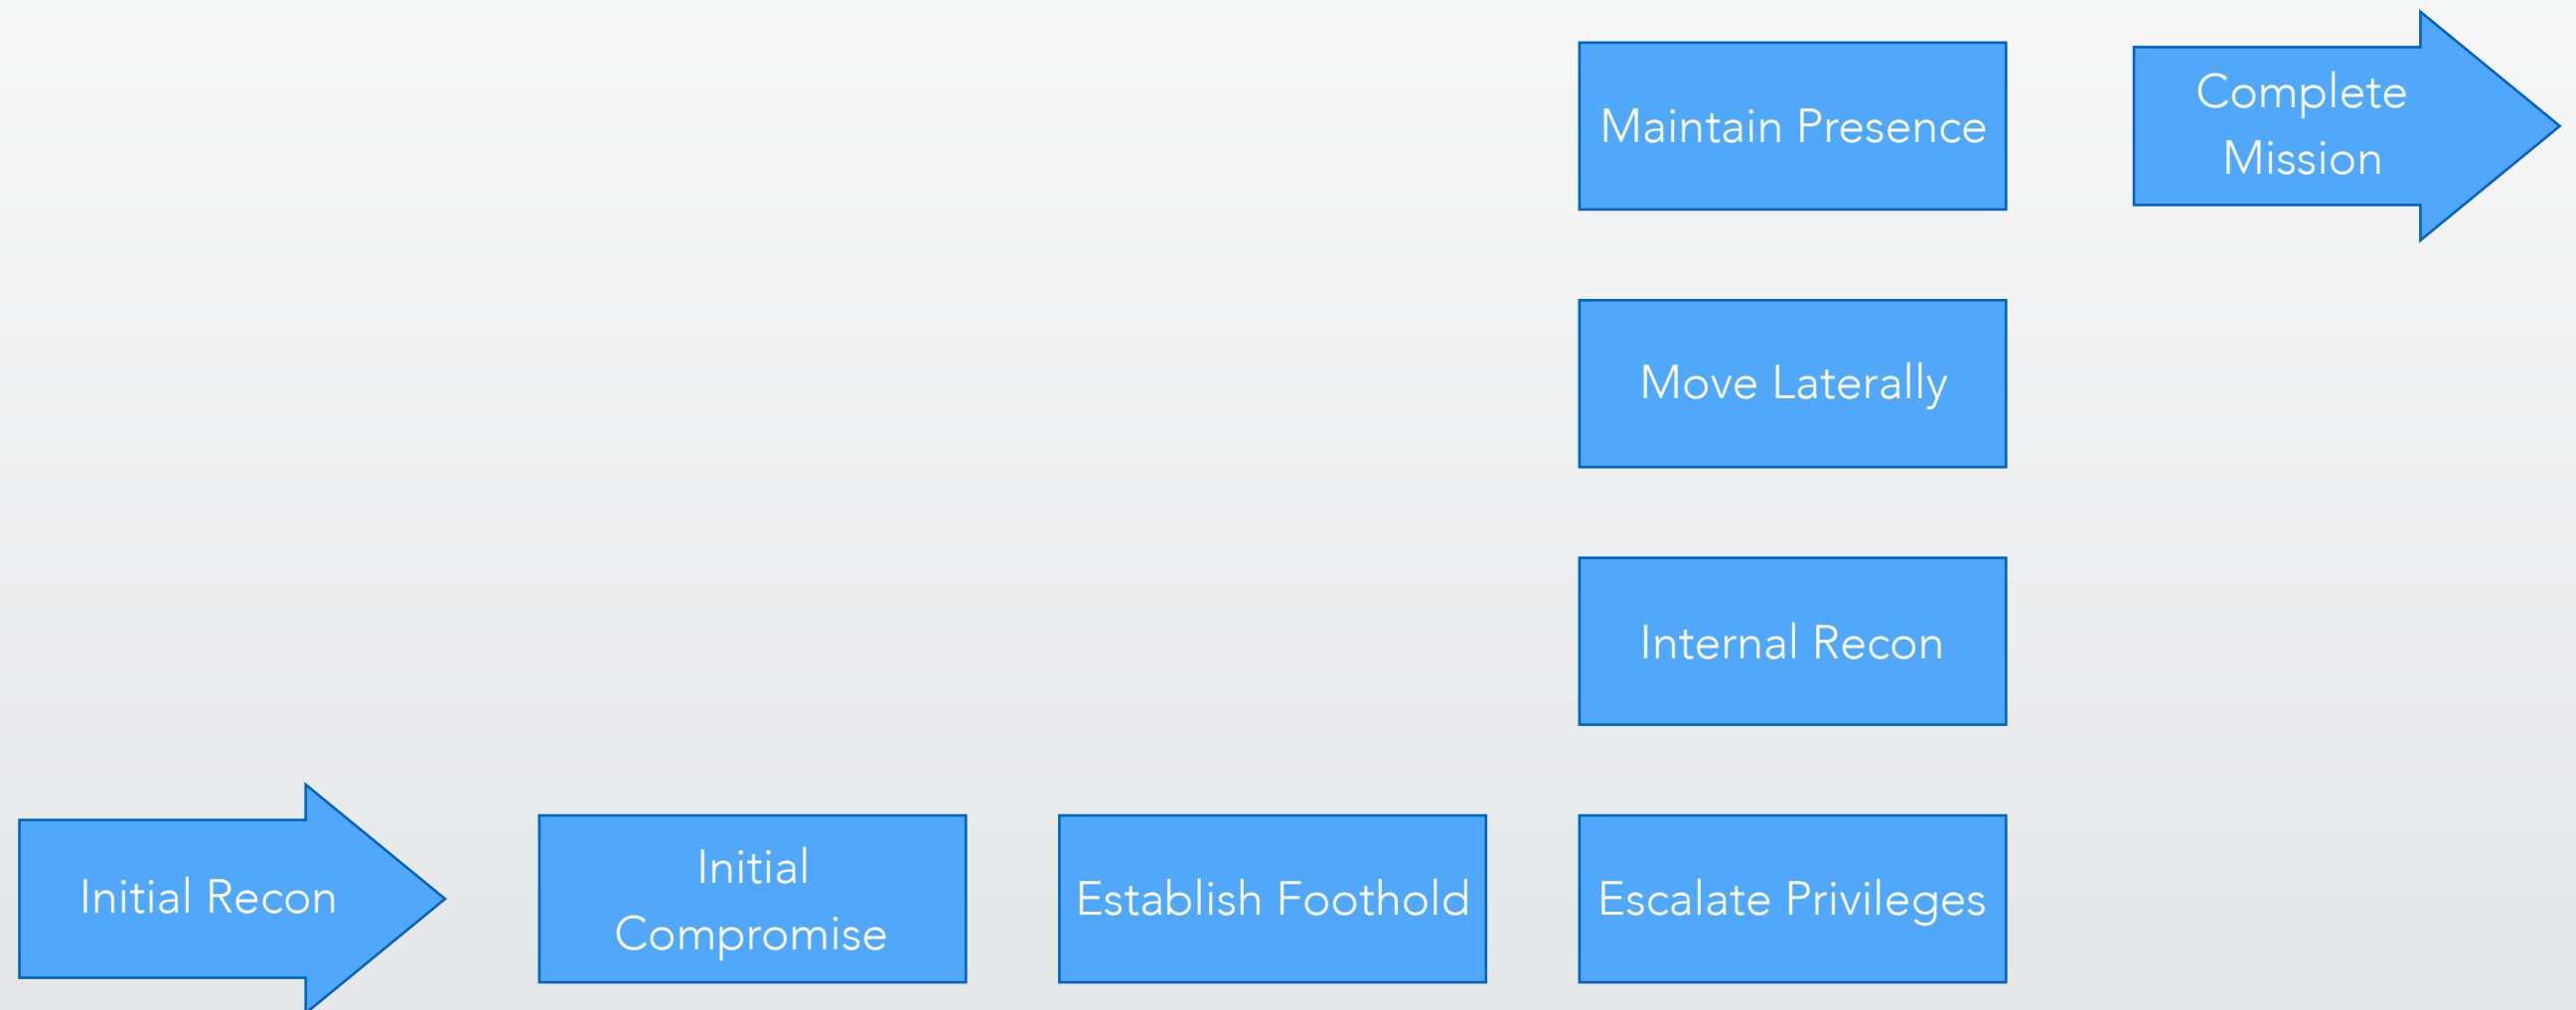 Maintain Presence
Complete
Mission
Move Laterally
Internal Recon
Initial Recon
Initial
Compromise
Establish Foothold
Escalate Privileges